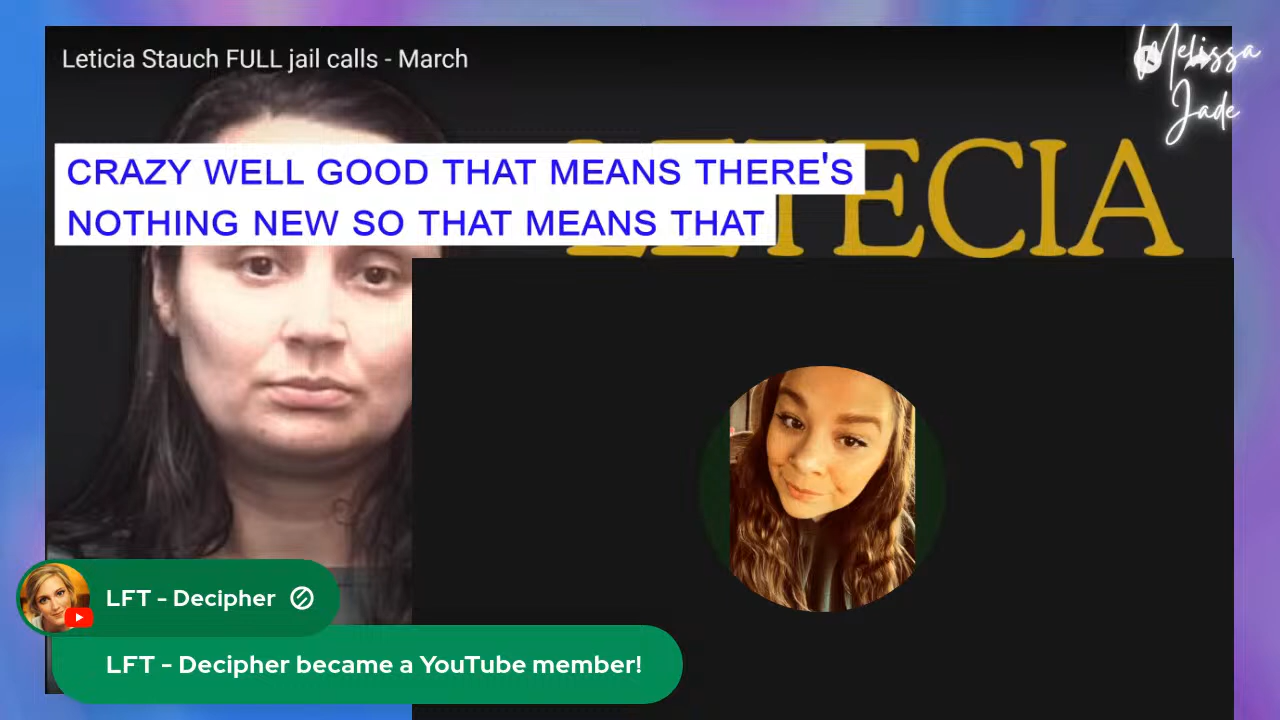 Leticia Stauch FULL jail calls - March
Melissa
Jade
CRAZY WELL GOOD THAT MEANS THERE'S
NOTHING NEW SO THAT MEANS THAT
LETECIA
LFT - Decipher
LFT - Decipher became a YouTube member!